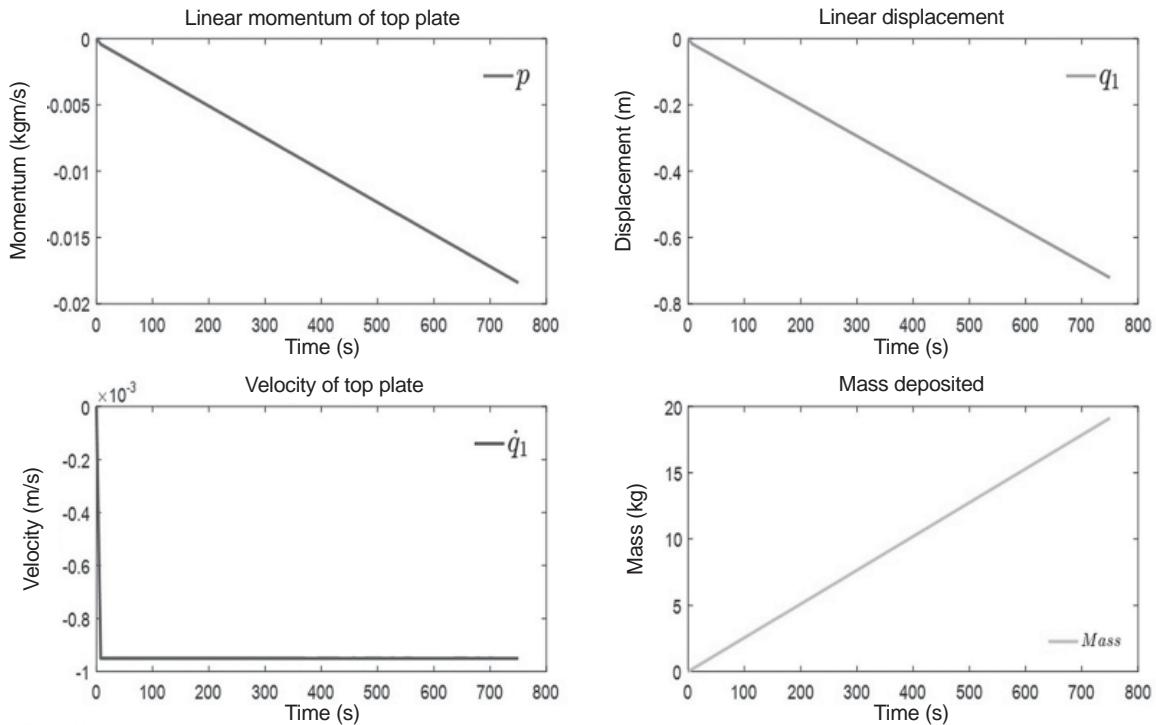 Linear momentum of top plate
Momentum (kgm/s)
0
-0.005
-0.01
-0.015
-0.02
p
0 100 200 300 400 500 600 700 800
Time (s)
Linear displacement
Displacement (m)
0
-0.2
-0.4
-0.6
-0.8
q1
0 100 200 300 400 500 600 700 800
Time (s)
Velocity of top plate
×10-3
Velocity (m/s)
0
-0.2
-0.4
-0.6
-0.8
-1
q̇1
0 100 200 300 400 500 600 700 800
Time (s)
Mass deposited
Mass (kg)
20
15
10
5
0
Mass
0 100 200 300 400 500 600 700 800
Time (s)